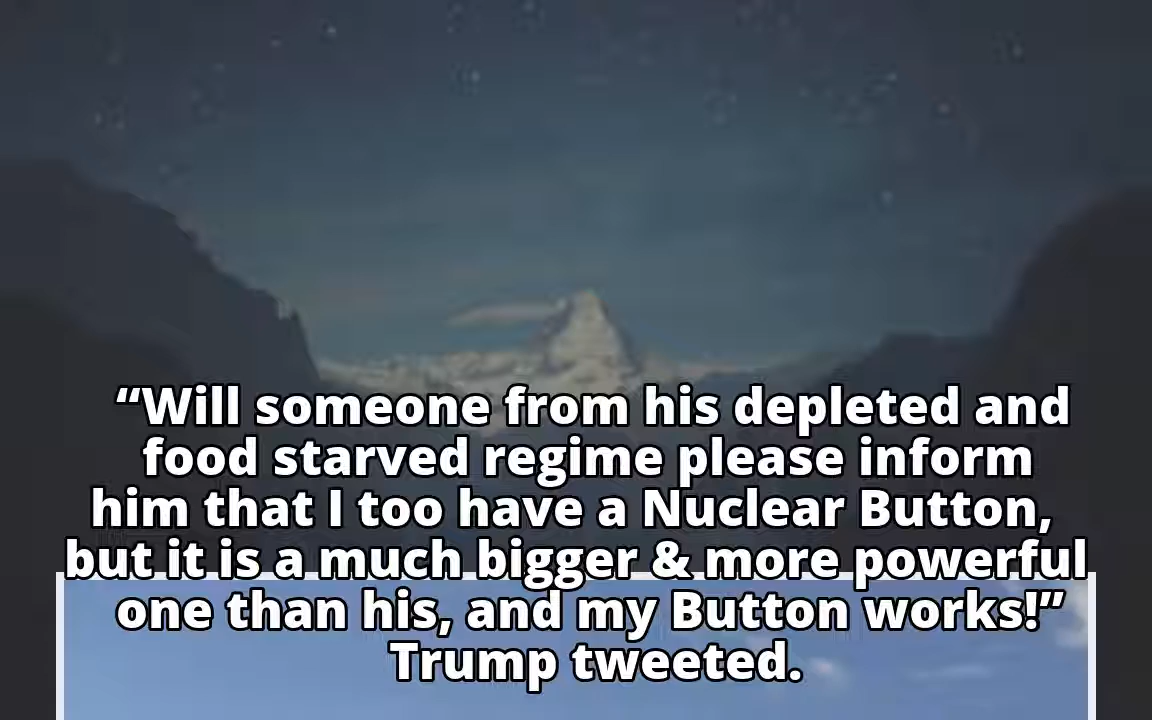 “Will someone from his depleted and
food starved regime please inform
him that I too have a Nuclear Button,
but it is a much bigger & more powerful
one than his, and my Button works!”
Trump tweeted.